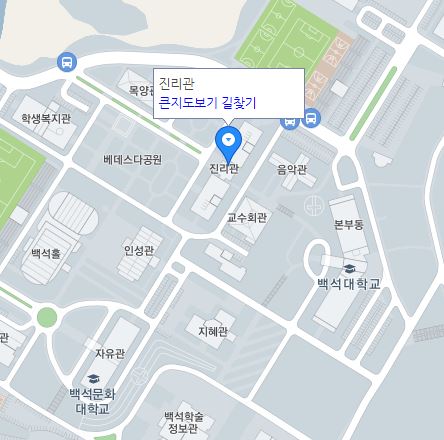 진리관
큰지도보기 길찾기
목양관
학생복지관
베데스다공원
진리관
음악관
교수회관
본부동
백석홀
인성관
백석대학교
지혜관
자유관
관
백석문화
대학교
백석학술
정보관